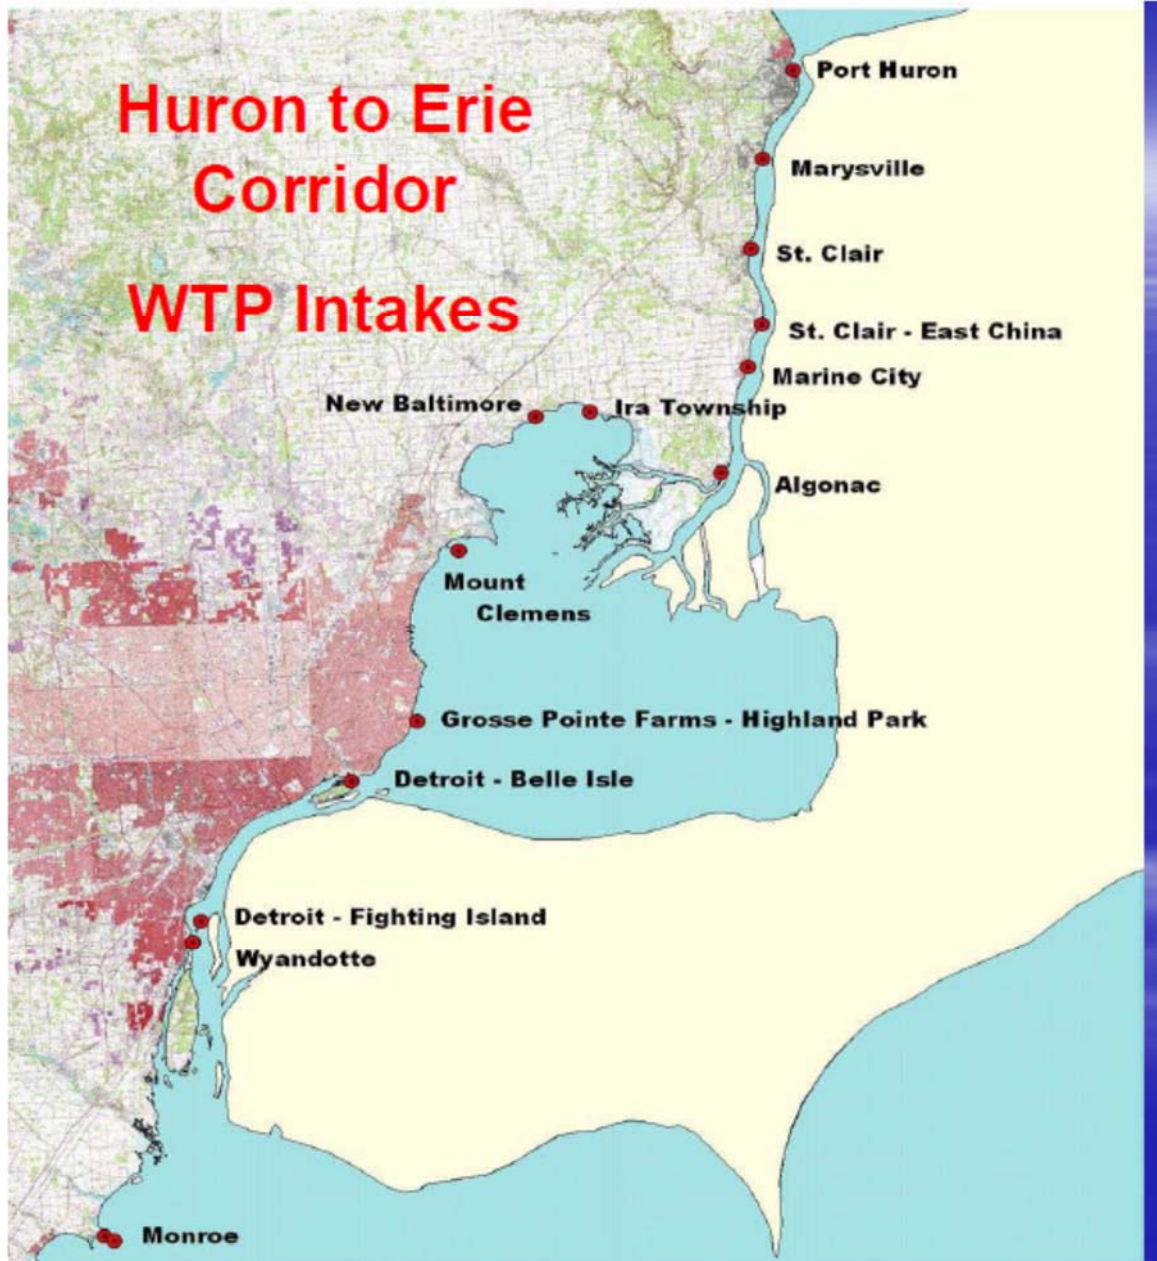 Huron to Erie
Corridor
WTP Intakes
Port Huron
Marysville
St. Clair
St. Clair - East China
Marine City
New Baltimore
Ira Township
Algonac
Mount
Clemens
Grosse Pointe Farms - Highland Park
Detroit - Belle Isle
Detroit - Fighting Island
Wyandotte
Monroe